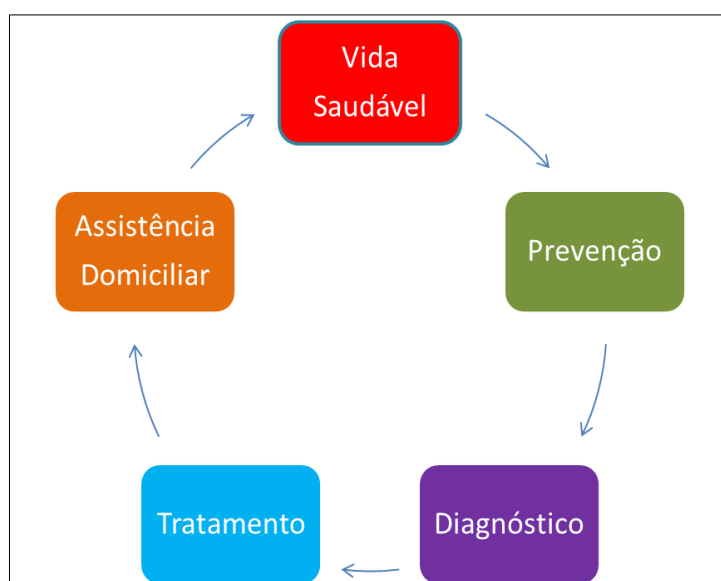 Vida
Saudável
Prevenção
Diagnóstico
Tratamento
Assistência
Domiciliar